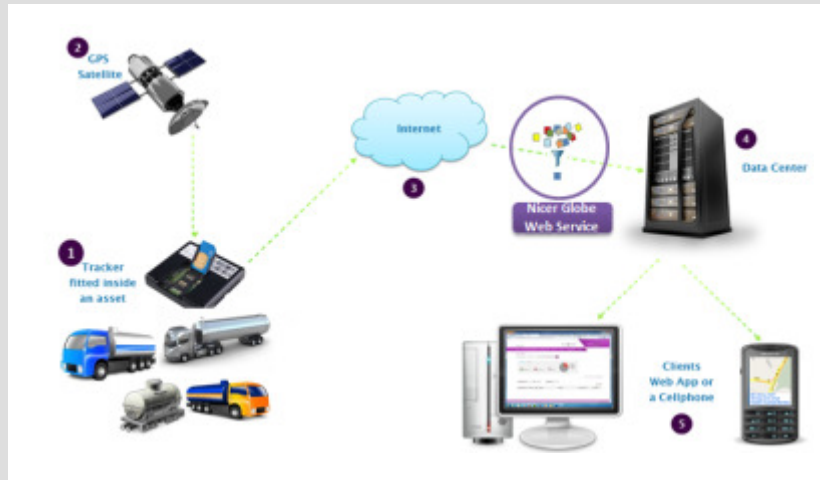 2
GPS
Satellite
1
Tracker
fitted inside
an asset
Internet
3
Nicer Globe
Web Service
4
Data Center
Clients
Web App or
a Cellphone
5